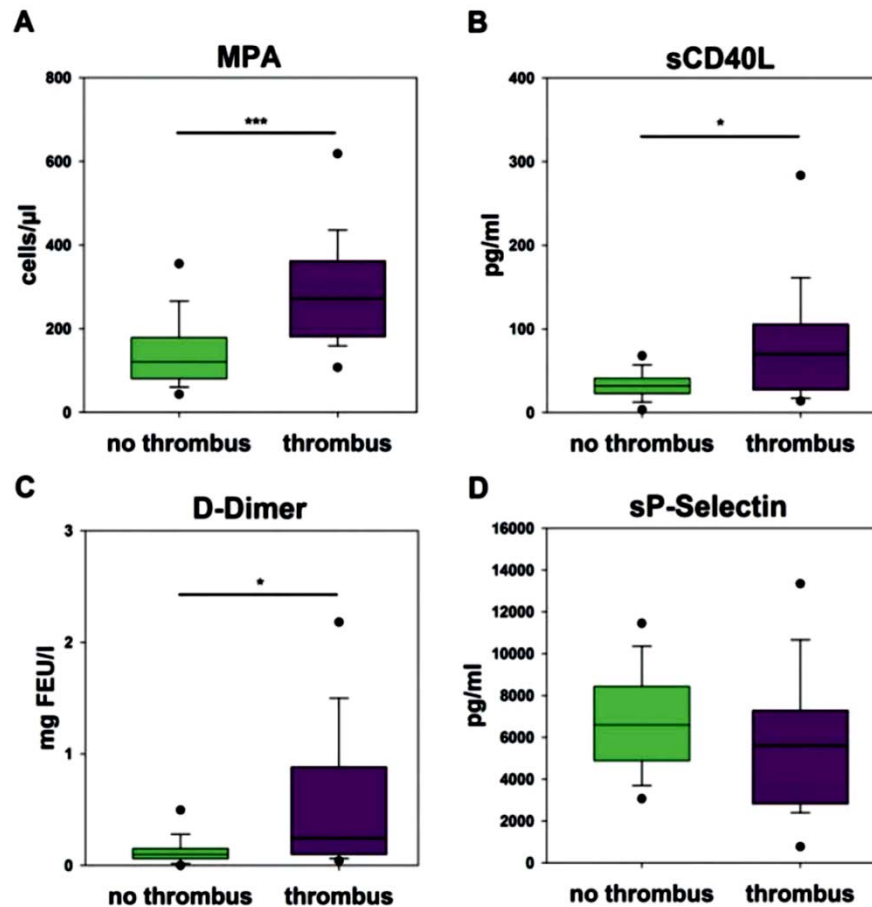 A
MPA
800
600
400
200
0
cells/µl
***
no thrombus thrombus
B
sCD40L
400
300
200
100
0
pg/ml
*
no thrombus thrombus
C
D-Dimer
3
2
1
0
mg FEU/l
*
no thrombus thrombus
D
sP-Selectin
16000
14000
12000
10000
8000
6000
4000
2000
0
pg/ml
no thrombus thrombus